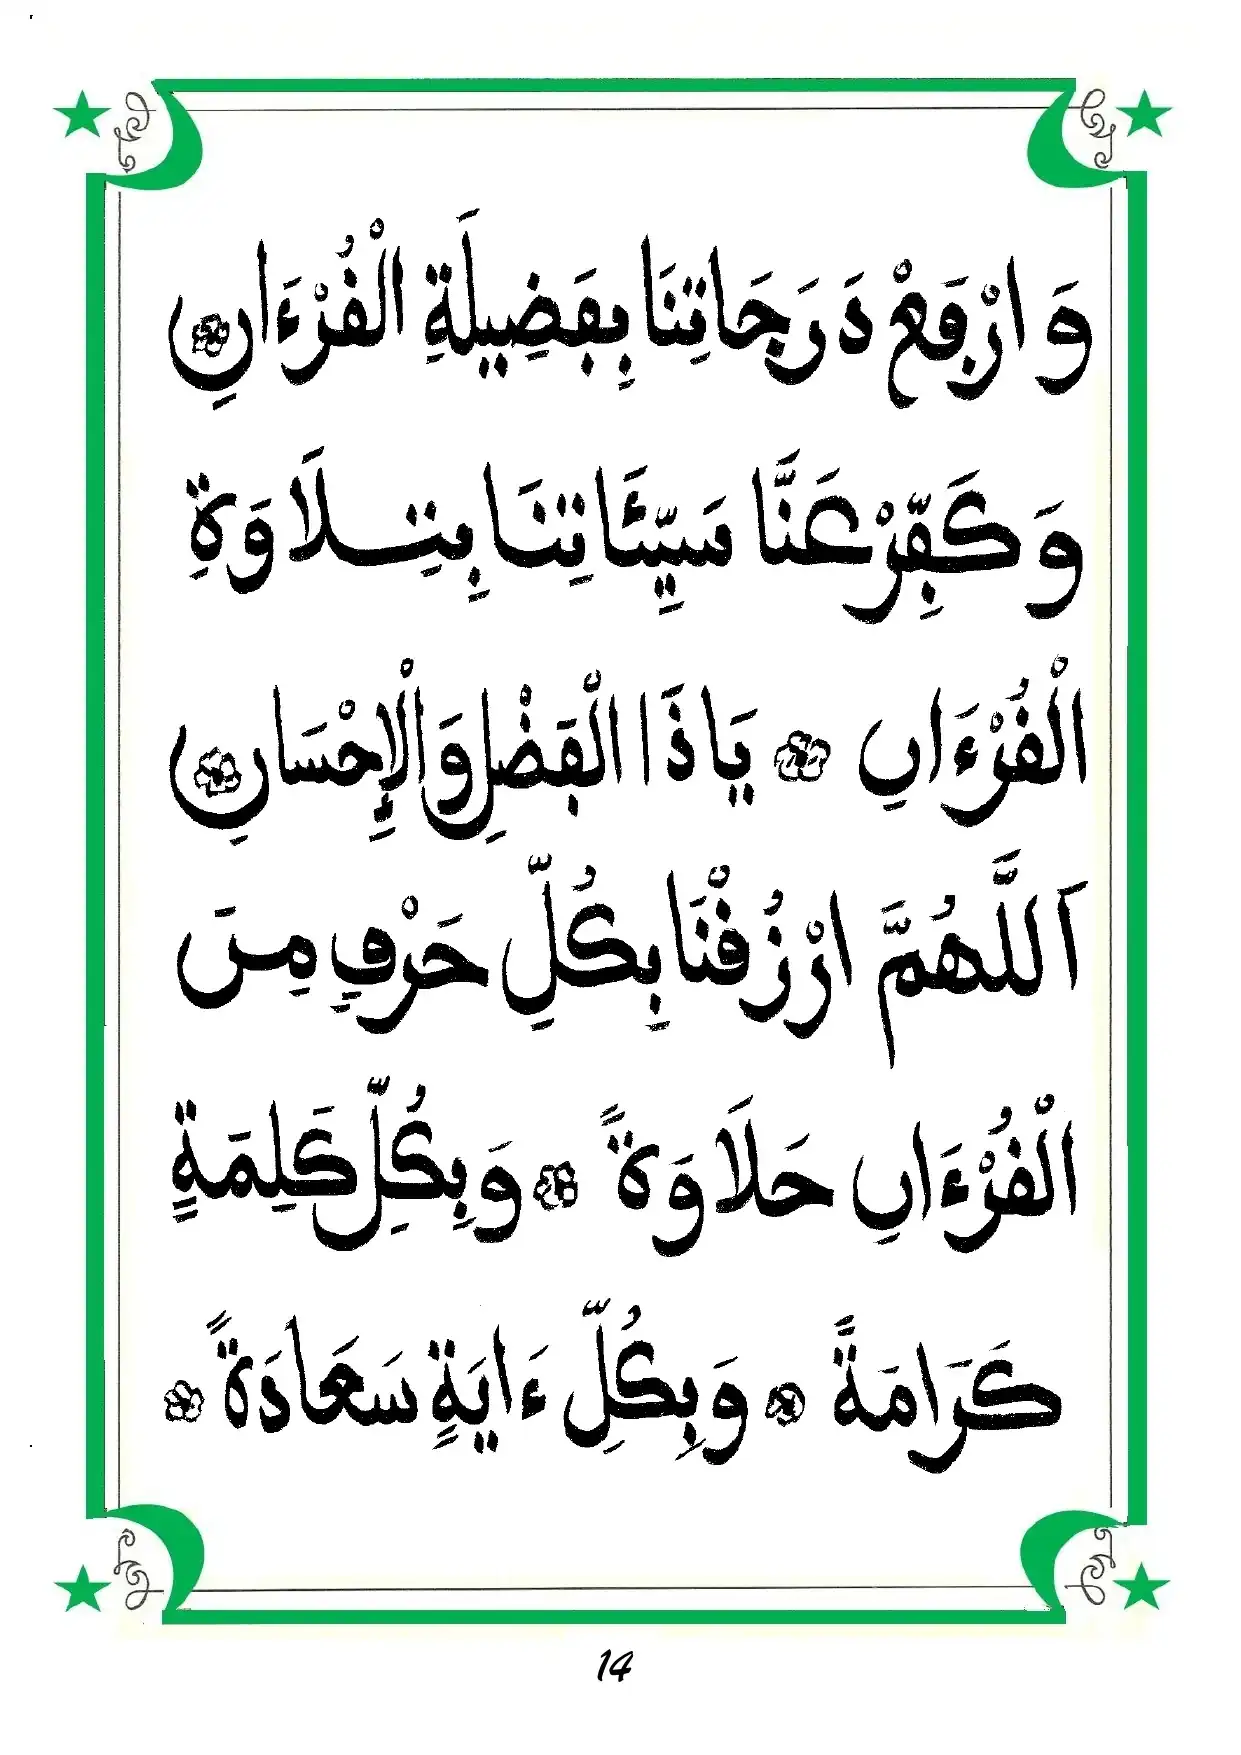 وَارْفَعْ دَرَجَاتِنَا بِفَضِيلَةِ الْقُرْءَانِ
وَكَفِّرْ عَنَّا سَيِّئَاتِنَا بِتِلَاوَةِ
الْقُرْءَانِ يَاذَا الْفَضْلِ وَالْإِحْسَانِ
اَللَّهُمَّ ارْزُقْنَا بِكُلِّ حَرْفٍ مِنَ
الْقُرْءَانِ حَلَاوَةً وَبِكُلِّ كَلِمَةٍ
كَرَامَةً وَبِكُلِّ ءَايَةٍ سَعَادَةً
14